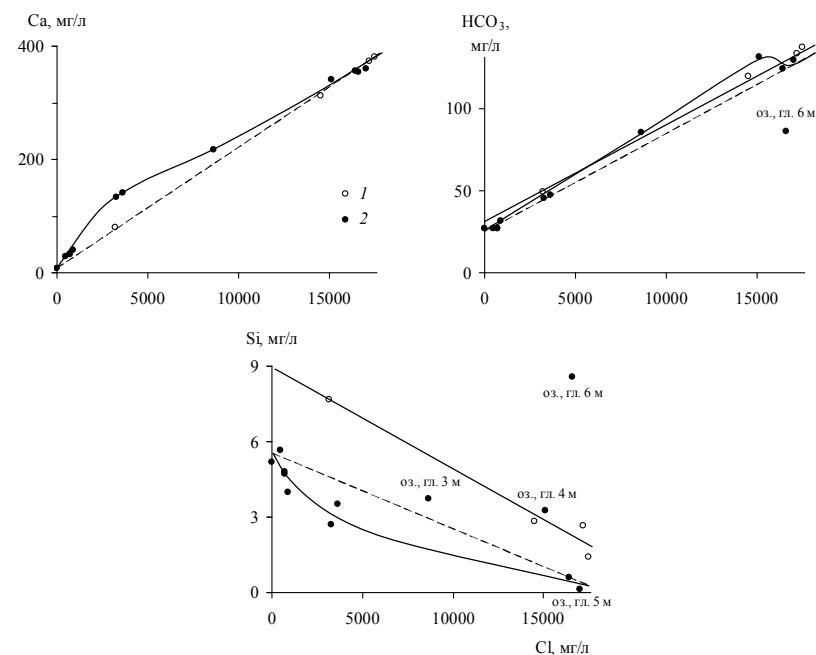 Ca, мг/л
400
200
0
0
5000
10000
15000
1
2
HCO3,
мг/л
100
50
0
0
5000
10000
15000
оз., гл. 6 м
Si, мг/л
9
6
3
0
0
5000
10000
15000
оз., гл. 6 м
оз., гл. 3 м
оз., гл. 4 м
оз., гл. 5 м
Cl, мг/л